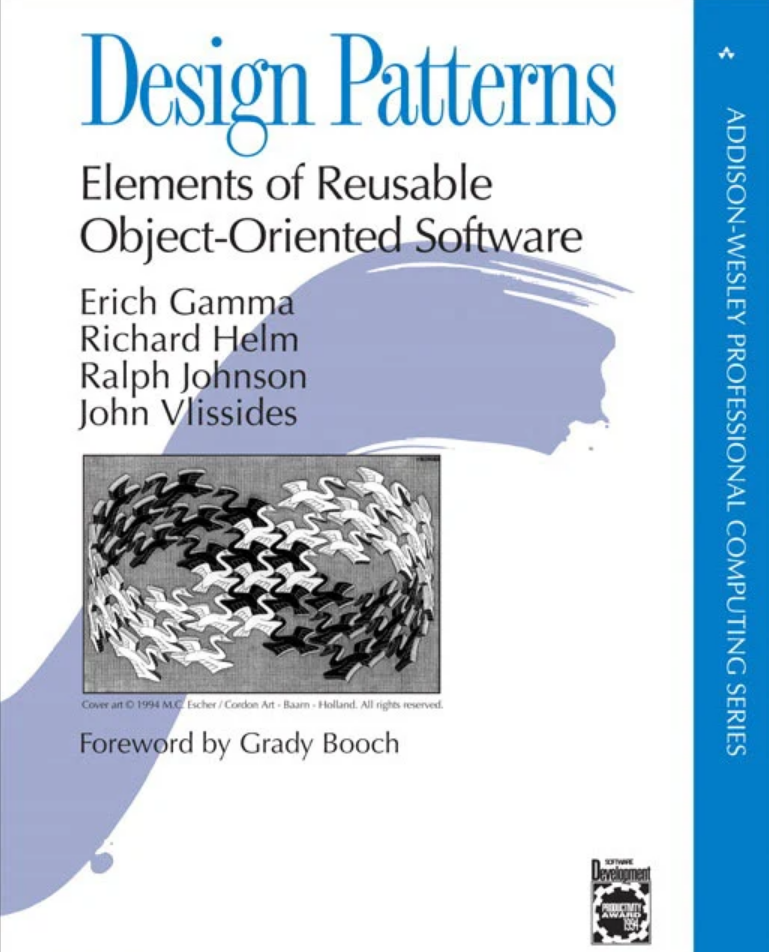 Design Patterns
Elements of Reusable
Object-Oriented Software
Erich Gamma
Richard Helm
Ralph Johnson
John Vlissides
Cover art © 1994 M.C. Escher / Cordon Art - Baarn - Holland. All rights reserved.
Foreword by Grady Booch
SOFTWARE
Development
PRODUCTIVITY
AWARD
1994
ADDISON-WESLEY PROFESSIONAL COMPUTING SERIES